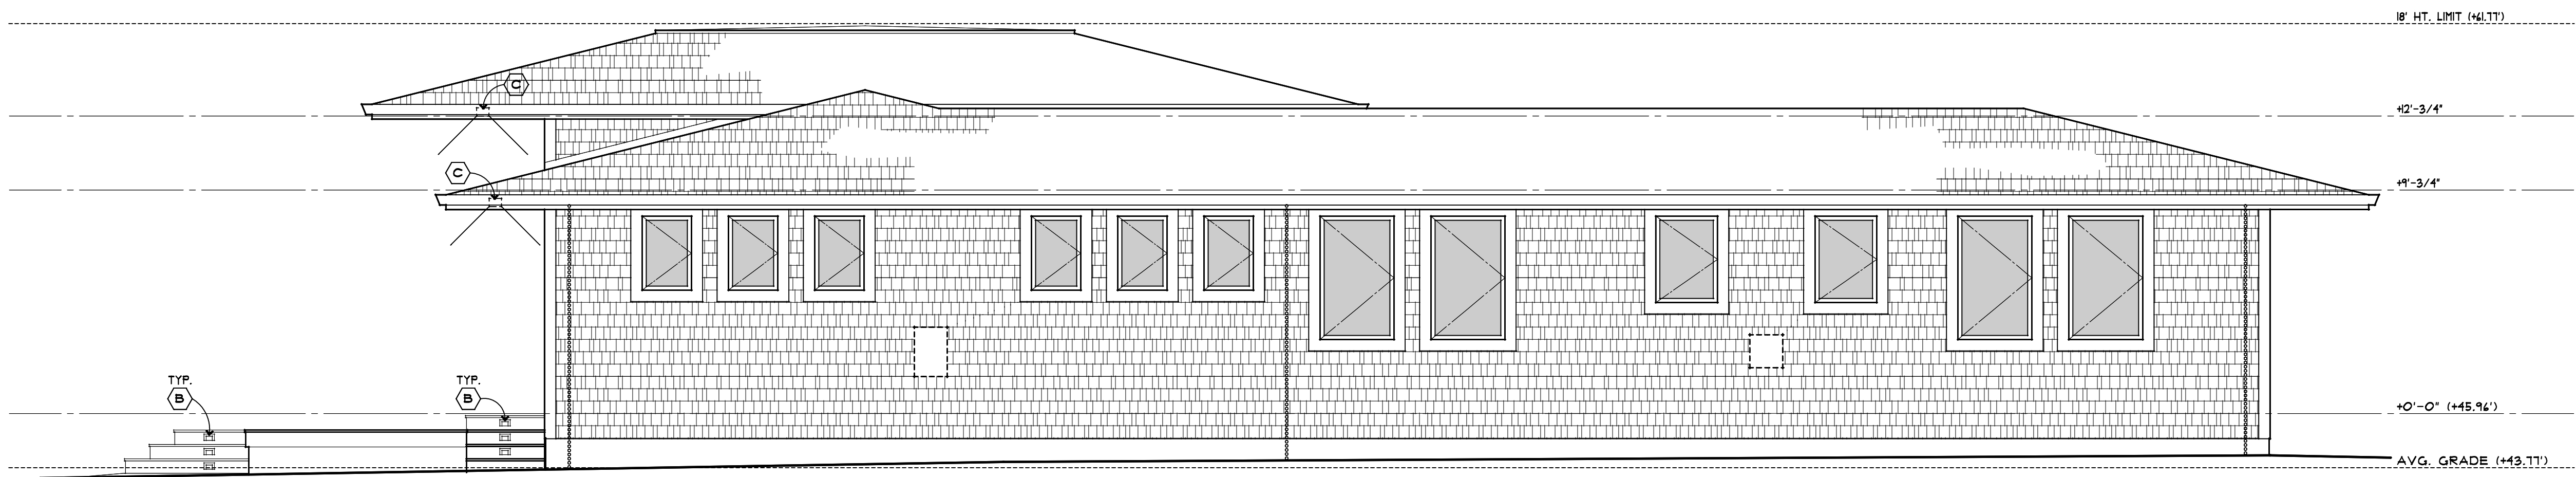 18' HT. LIMIT (+61.77')
C
+12'-3/4"
C
+9'-3/4"
TYP.
B
TYP.
B
+0'-0" (+45.96')
AVG. GRADE (+43.77')